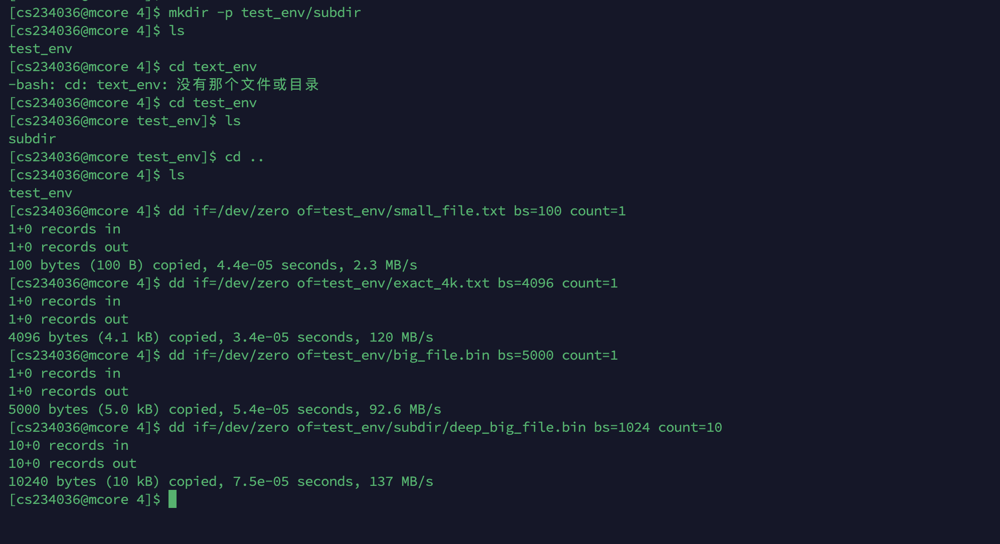 [cs234036@mcore 4]$ mkdir -p test_env/subdir
[cs234036@mcore 4]$ ls
test_env
[cs234036@mcore 4]$ cd text_env
-bash: cd: text_env: 没有那个文件或目录
[cs234036@mcore 4]$ cd test_env
[cs234036@mcore test_env]$ ls
subdir
[cs234036@mcore test_env]$ cd ..
[cs234036@mcore 4]$ ls
test_env
[cs234036@mcore 4]$ dd if=/dev/zero of=test_env/small_file.txt bs=100 count=1
1+0 records in
1+0 records out
100 bytes (100 B) copied, 4.4e-05 seconds, 2.3 MB/s
[cs234036@mcore 4]$ dd if=/dev/zero of=test_env/exact_4k.txt bs=4096 count=1
1+0 records in
1+0 records out
4096 bytes (4.1 kB) copied, 3.4e-05 seconds, 120 MB/s
[cs234036@mcore 4]$ dd if=/dev/zero of=test_env/big_file.bin bs=5000 count=1
1+0 records in
1+0 records out
5000 bytes (5.0 kB) copied, 5.4e-05 seconds, 92.6 MB/s
[cs234036@mcore 4]$ dd if=/dev/zero of=test_env/subdir/deep_big_file.bin bs=1024 count=10
10+0 records in
10+0 records out
10240 bytes (10 kB) copied, 7.5e-05 seconds, 137 MB/s
[cs234036@mcore 4]$